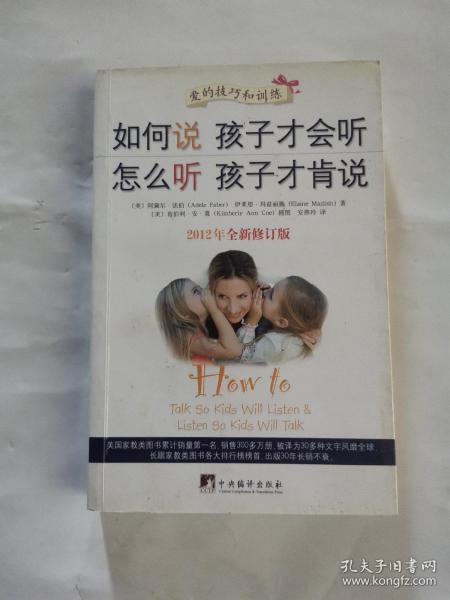 爱的技巧和训练
如何说 孩子才会听
怎么听 孩子才肯说
（美）阿黛尔·法伯（Adele Faber） 伊莱恩·玛兹丽施（Elaine Mazlish）著
（美）肯伯利·安·寇（Kimberly Ann Coe）插图 安燕玲 译
2012年全新修订版
How to
Talk So Kids Will Listen &
Listen So Kids Will Talk
美国家教类图书累计销量第一名，销售300多万册，被译为30多种文字风靡全球
长踞家教类图书各大排行榜榜首，出版30年长销不衰。
CCTP 中央编译出版社
Central Compilation & Translation Press
孔夫子旧书网
www.kongfz.com